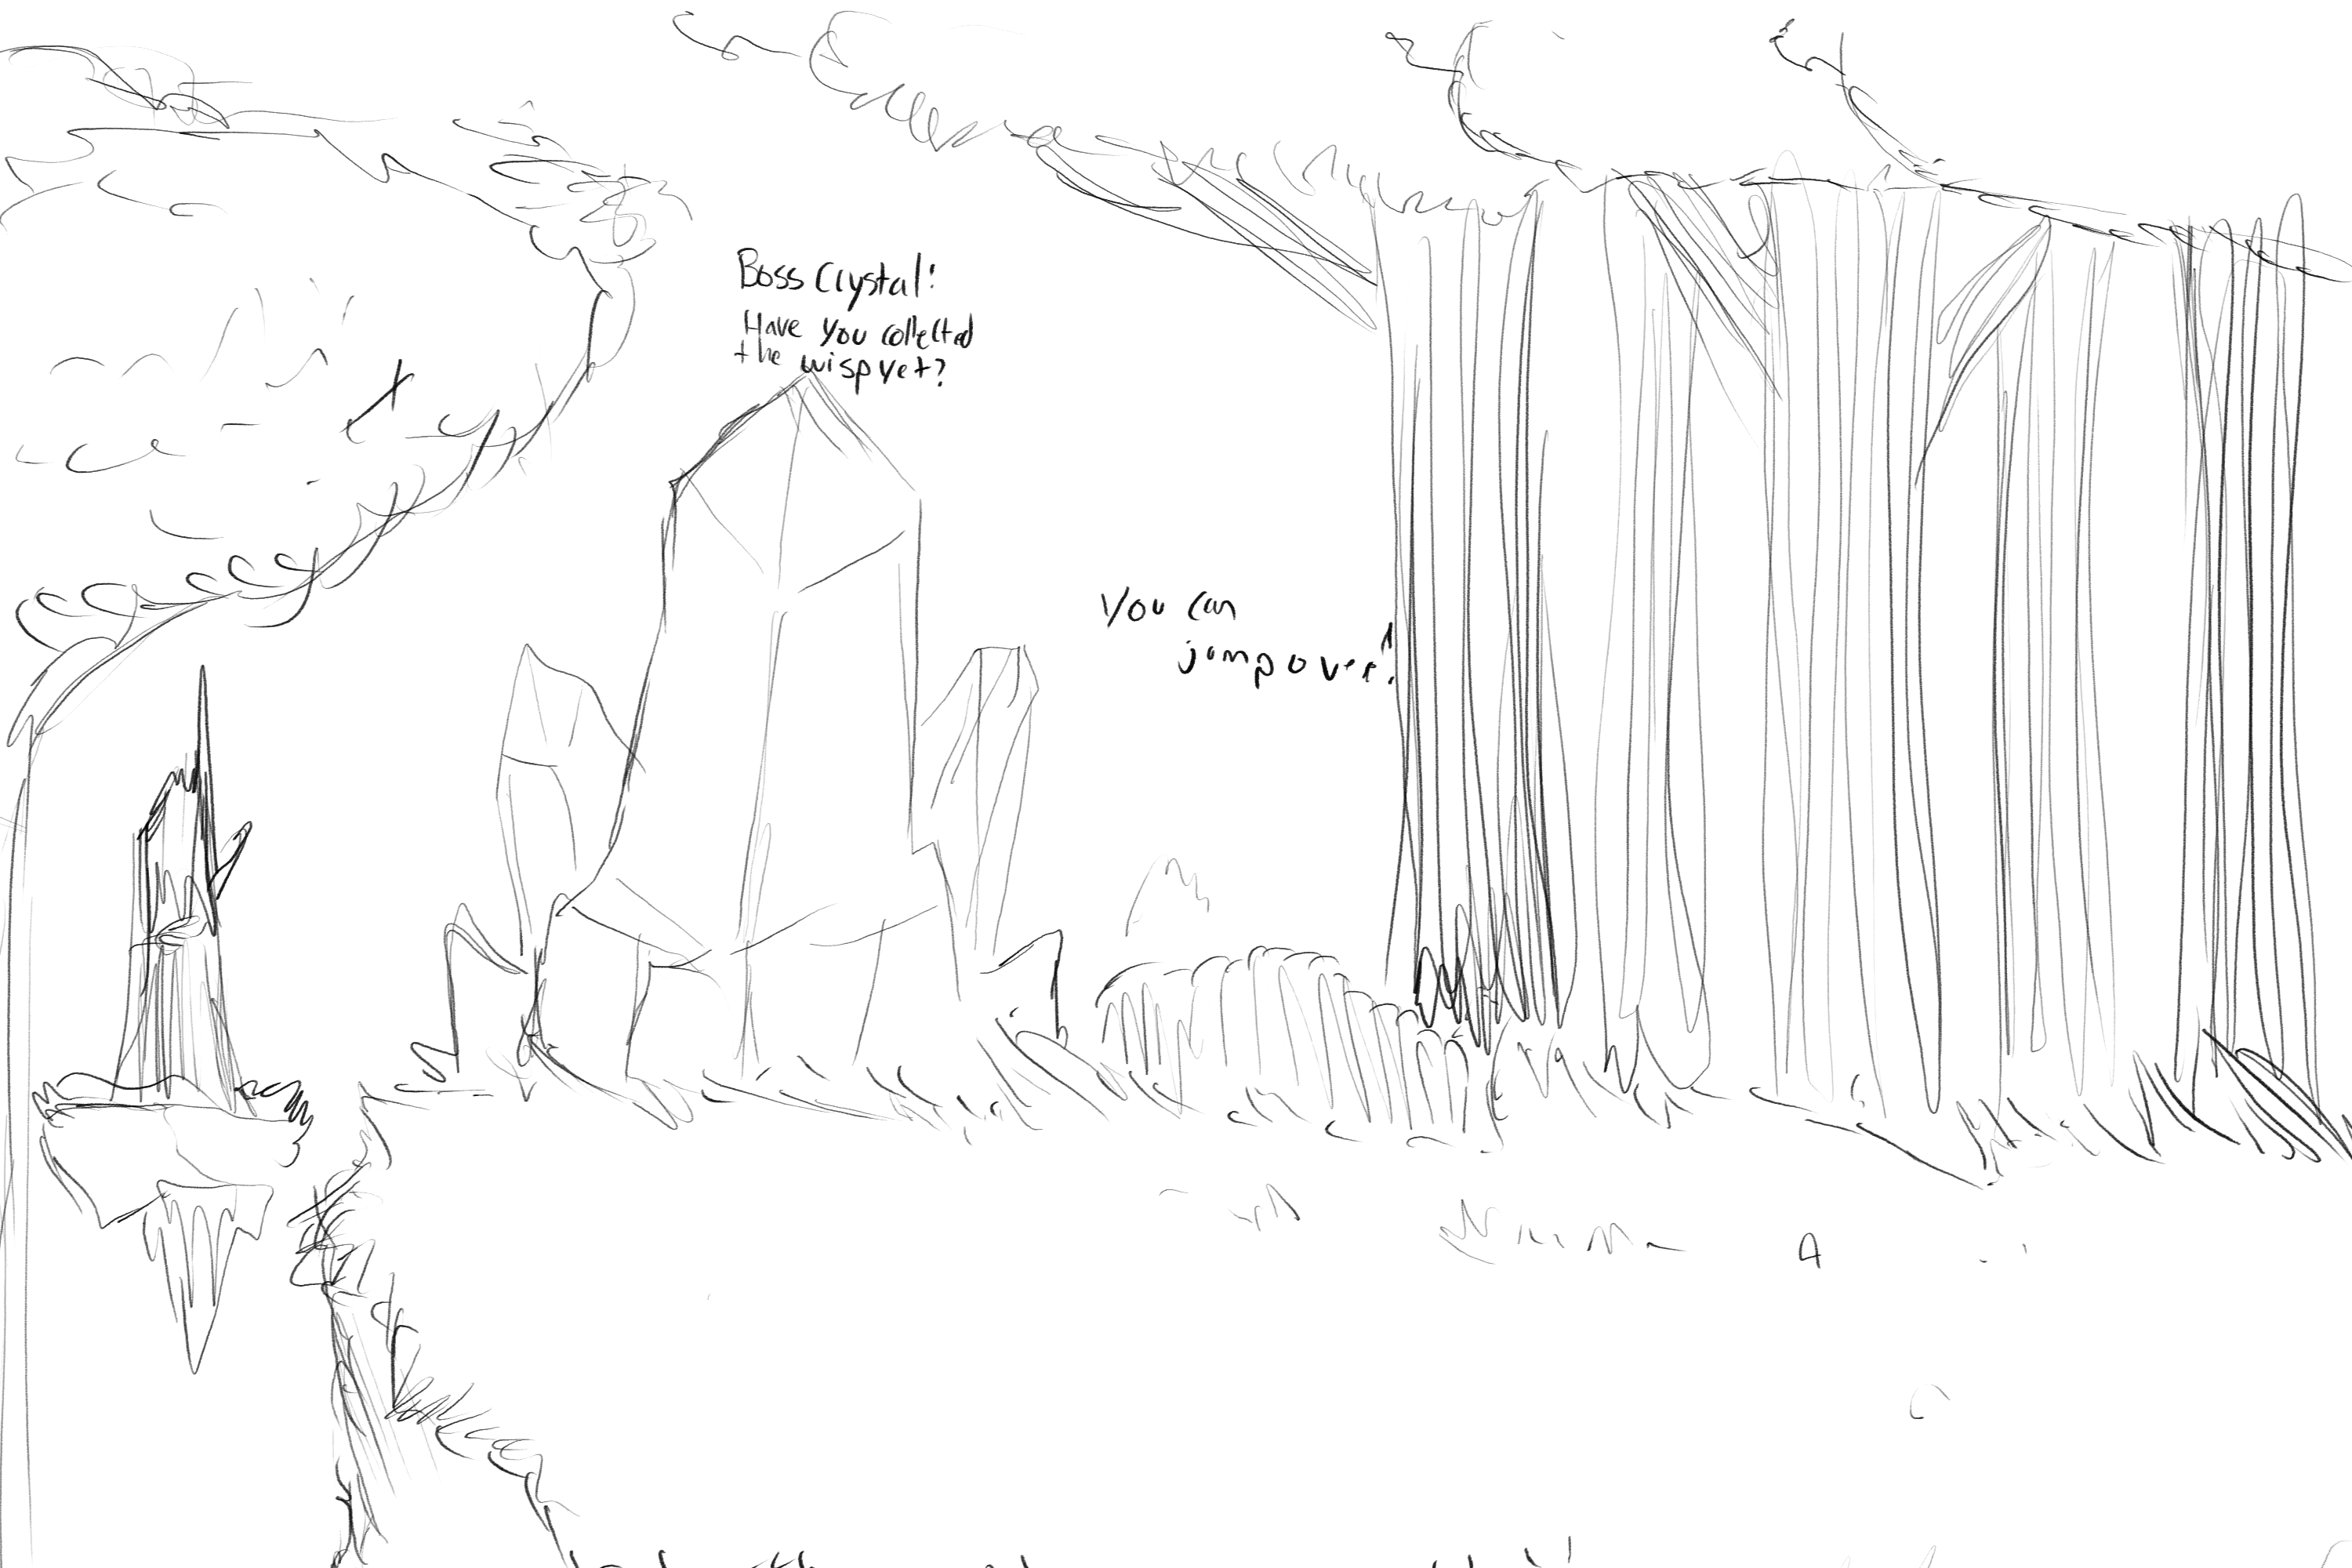 Boss Crystal!
Have you collected
the wisp yet?
You can
jump over!